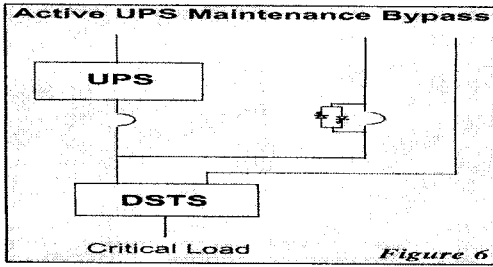 Active UPS Maintenance Bypass
UPS
DSTS
Critical Load
Figure 6